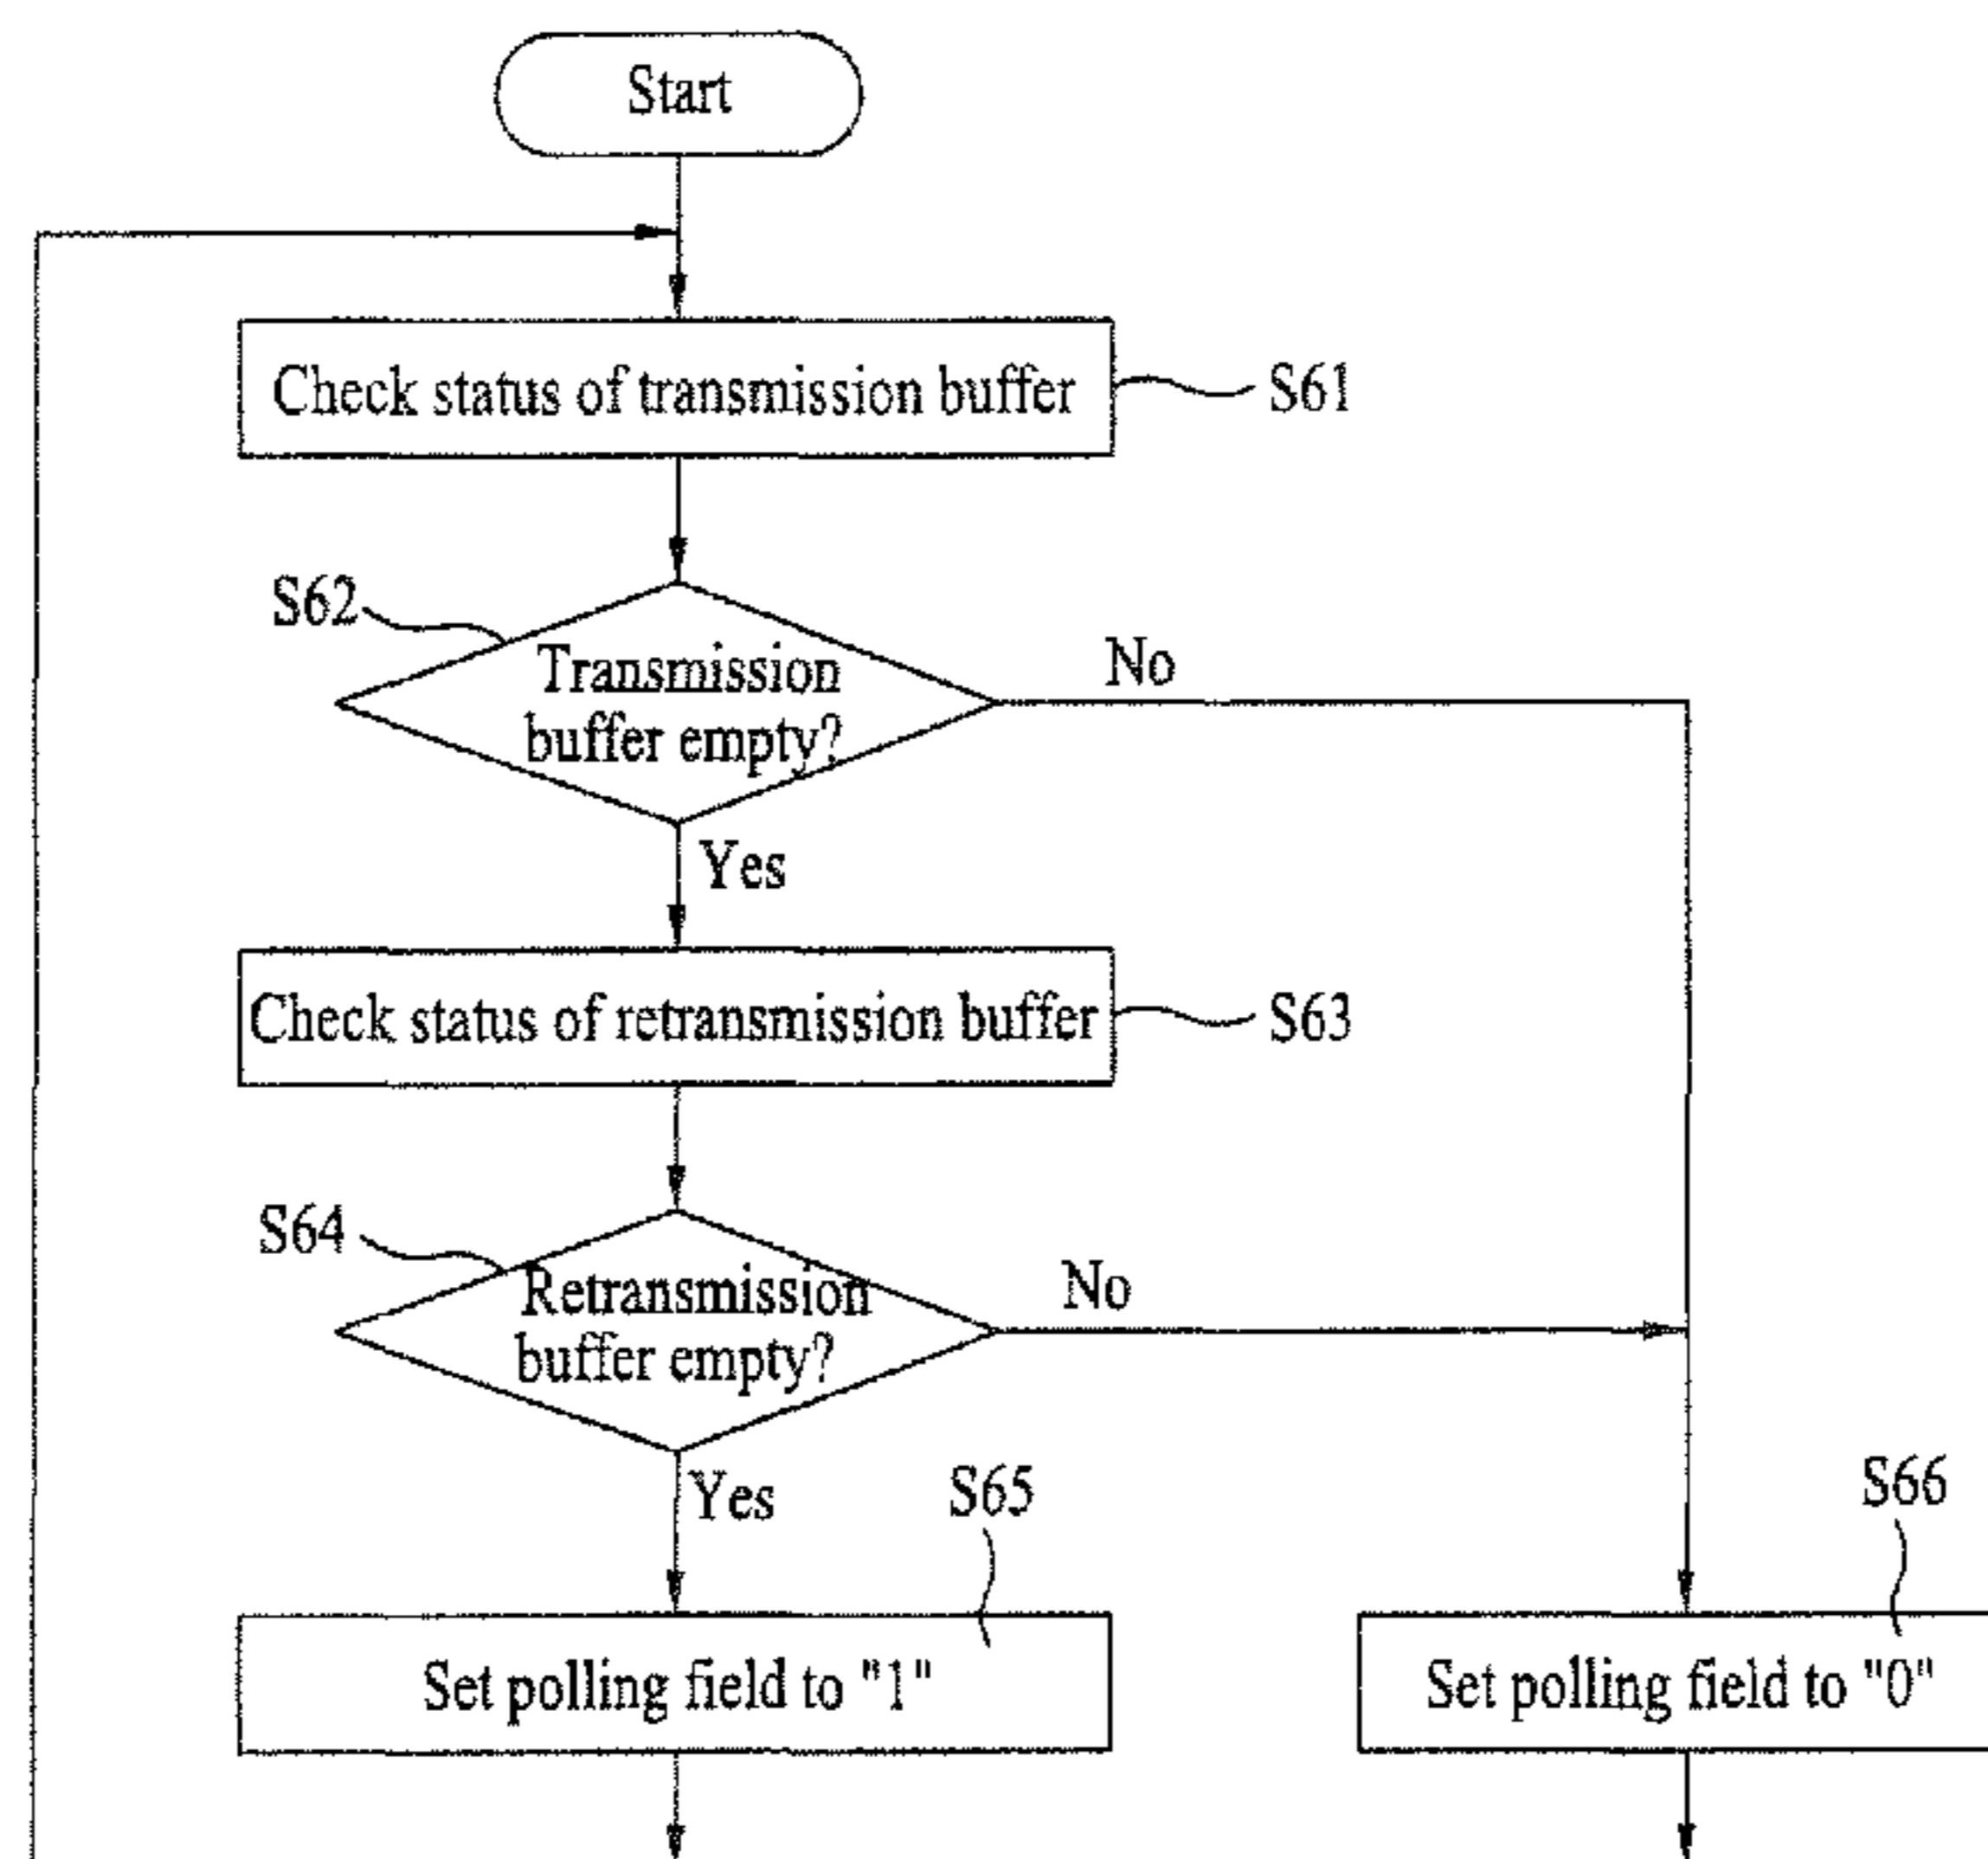 Start
Check status of transmission buffer
S61
S62
Transmission
buffer empty?
No
Yes
Check status of retransmission buffer
S63
S64
Retransmission
buffer empty?
No
Yes
S65
S66
Set polling field to "1"
Set polling field to "0"